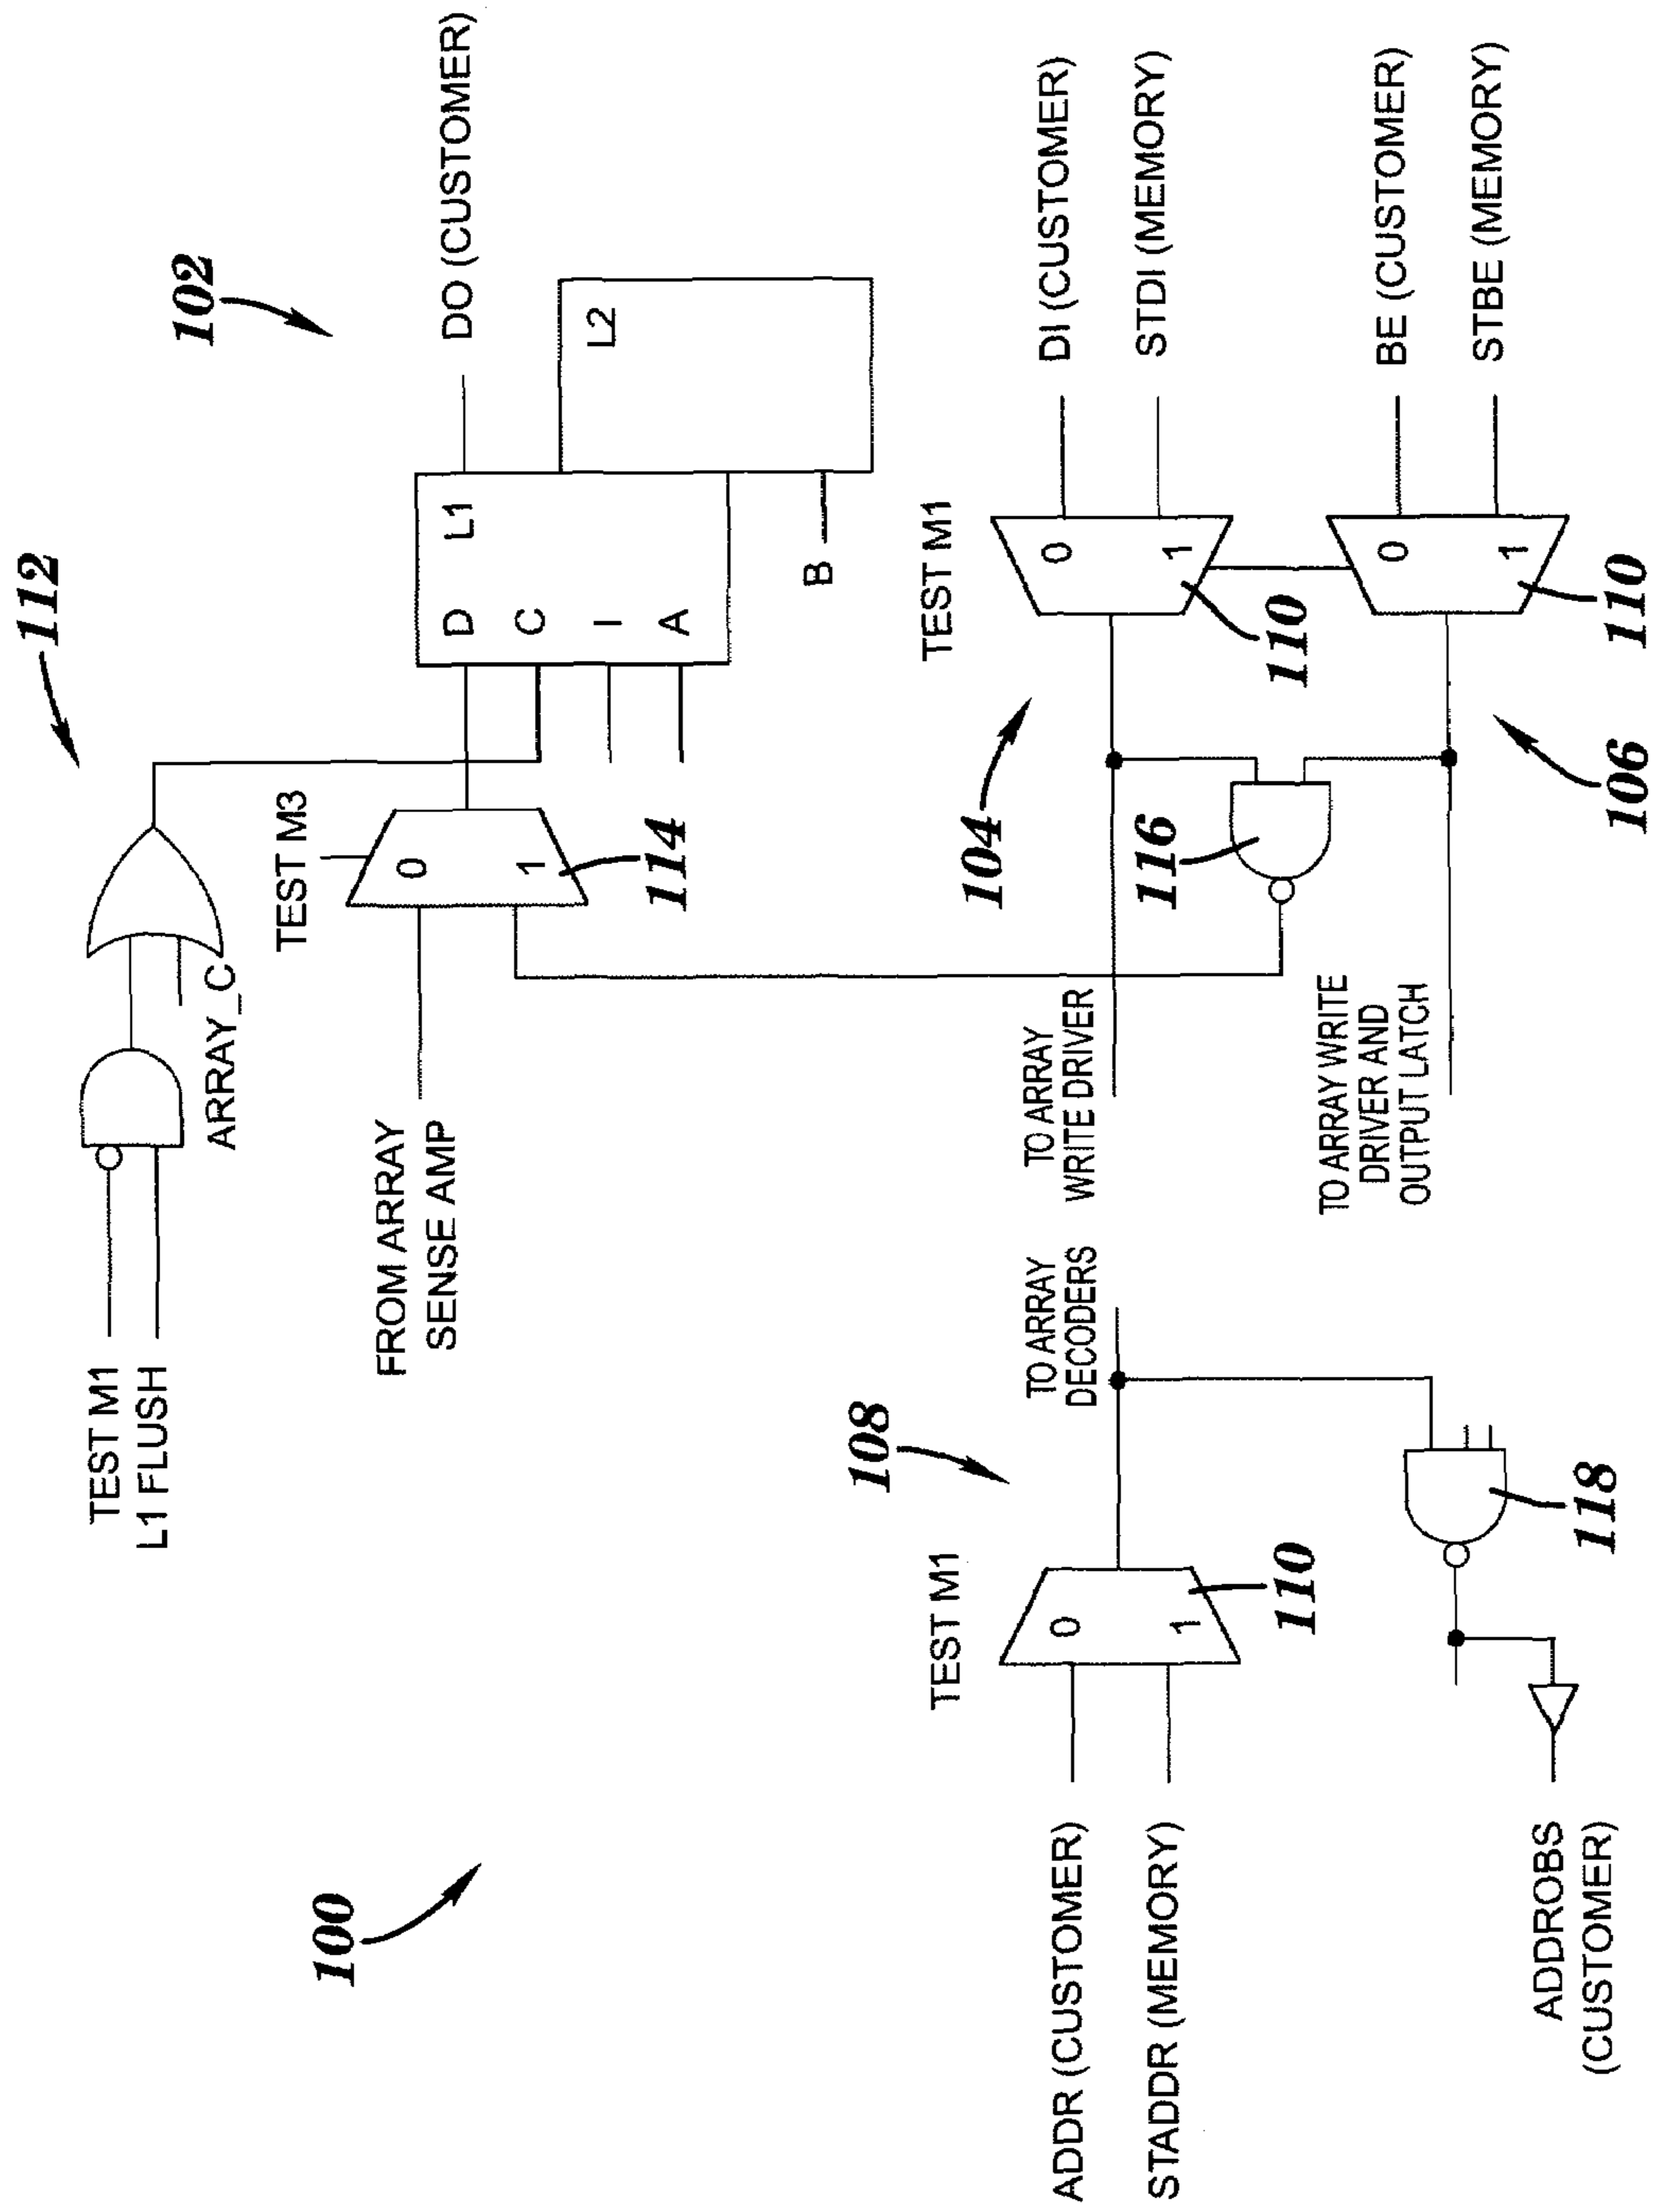 112
102
TEST M1
L1 FLUSH
ARRAY_C
TEST M3
FROM ARRAY
SENSE AMP
0
1
114
D
C
I
A
L1
L2
B
DO (CUSTOMER)
100
108
104
TEST M1
TEST M1
ADDR (CUSTOMER)
STADDR (MEMORY)
0
1
110
TO ARRAY
DECODERS
TO ARRAY
WRITE DRIVER
116
0
1
110
DI (CUSTOMER)
STDI (MEMORY)
TO ARRAY WRITE
DRIVER AND
OUTPUT LATCH
0
1
110
BE (CUSTOMER)
STBE (MEMORY)
106
118
ADDROBS
(CUSTOMER)